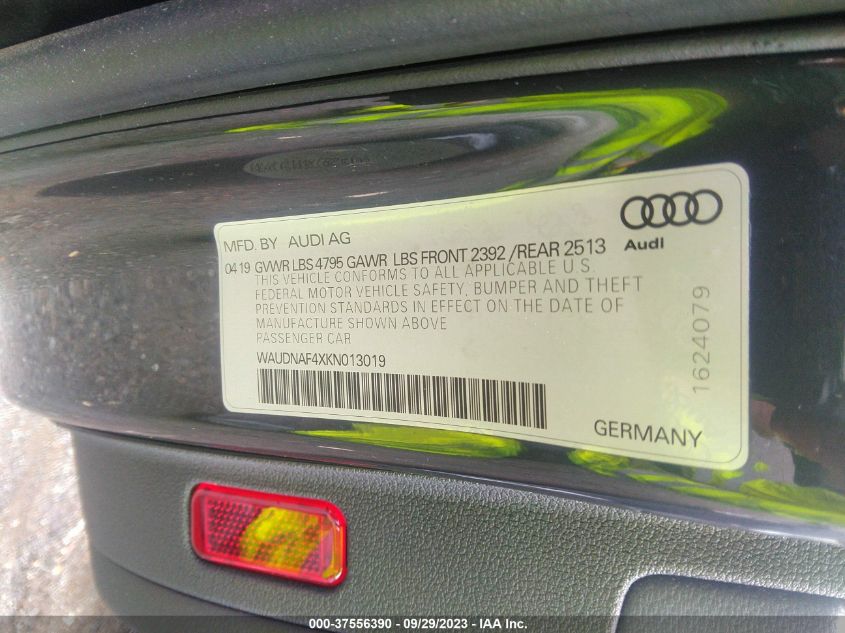 MFD. BY AUDI AG
Audi
04 19 GVWR LBS 4795 GAWR LBS FRONT 2392 /REAR 2513
THIS VEHICLE CONFORMS TO ALL APPLICABLE U.S.
FEDERAL MOTOR VEHICLE SAFETY, BUMPER AND THEFT
PREVENTION STANDARDS IN EFFECT ON THE DATE OF
MANUFACTURE SHOWN ABOVE
PASSENGER CAR
WAUDNAF4XKN013019
1624079
GERMANY
000-37556390 - 09/29/2023 - IAA Inc.